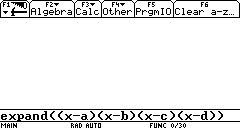 F1 F2 Algebra F3 Calc F4 Other F5 PrgmIO F6 Clear a-z...
expand((x-a)(x-b)(x-c)(x-d))
MAIN RAD AUTO FUNC 0/30